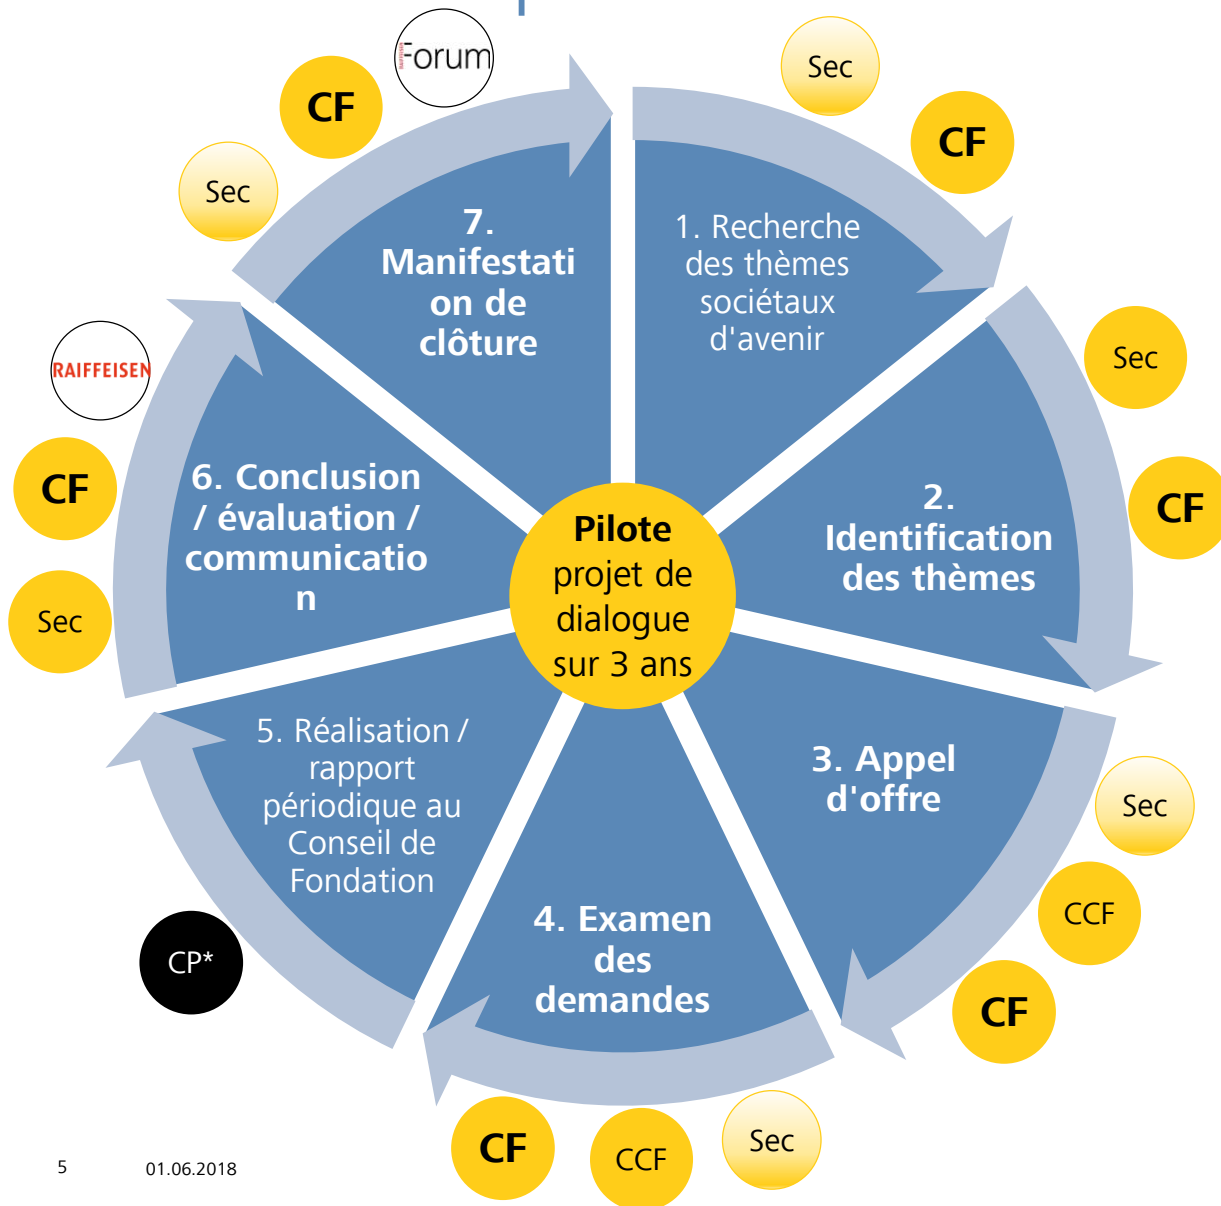 Pilote
projet de
dialogue
sur 3 ans
1. Recherche
des thèmes
sociétaux
d'avenir
Sec
CF
2.
Identification
des thèmes
Sec
CF
3. Appel
d'offre
Sec
CCF
CF
4. Examen
des
demandes
Sec
CCF
CF
5. Réalisation /
rapport
périodique au
Conseil de
Fondation
CP*
6. Conclusion
/ évaluation /
communicatio
n
Sec
CF
RAIFFEISEN
7.
Manifestati
on de
clôture
Sec
CF
Forum
5
01.06.2018